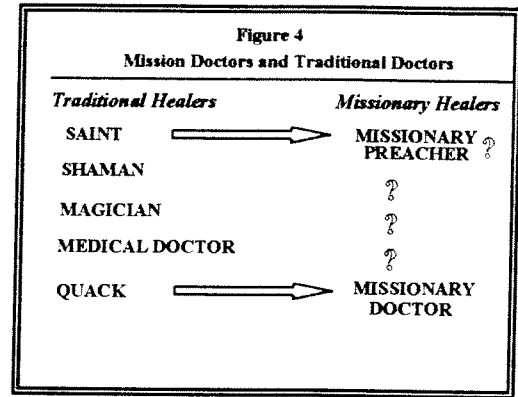 Figure 4
Mission Doctors and Traditional Doctors
Traditional Healers Missionary Healers
SAINT MISSIONARY PREACHER ?
SHAMAN ?
MAGICIAN ?
MEDICAL DOCTOR ?
QUACK MISSIONARY DOCTOR